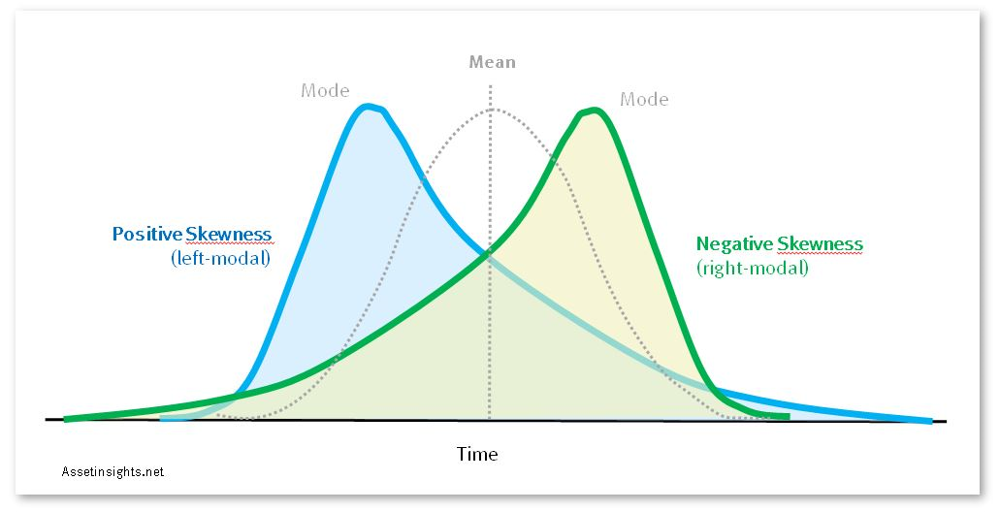 Mean
Mode
Mode
Positive Skewness
(left-modal)
Negative Skewness
(right-modal)
Time
Assetinsights.net